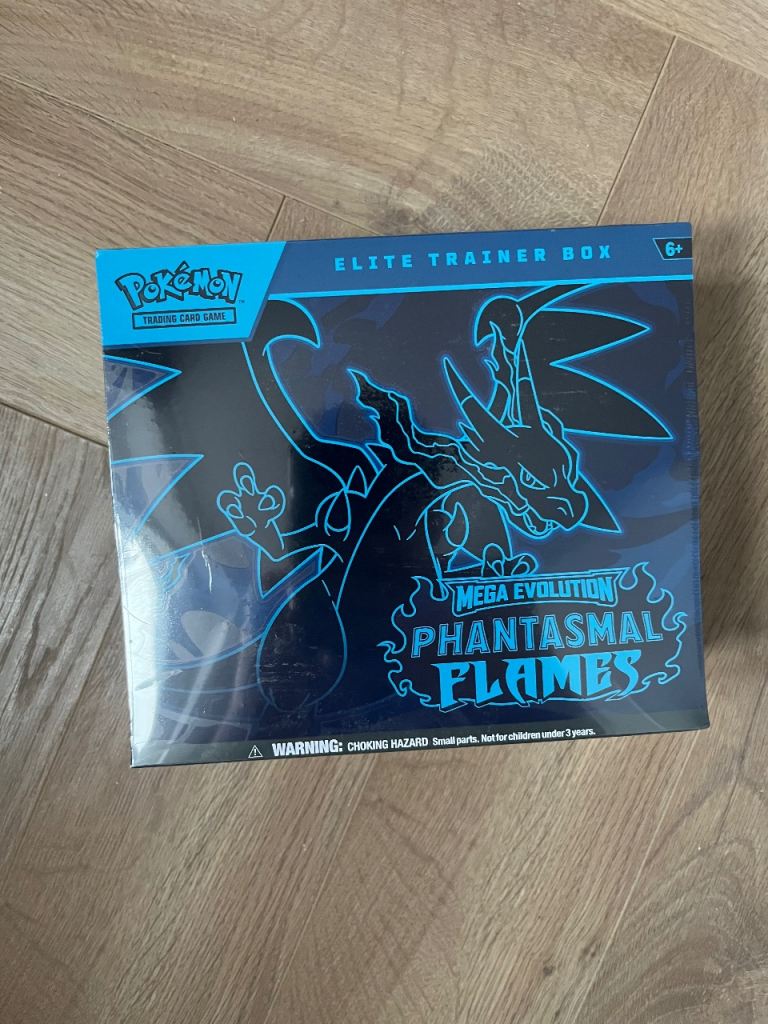 POKéMON™
TRADING CARD GAME
ELITE TRAINER BOX
6+
MEGA EVOLUTION
PHANTASMAL
FLAMES
⚠ WARNING: CHOKING HAZARD Small parts. Not for children under 3 years.